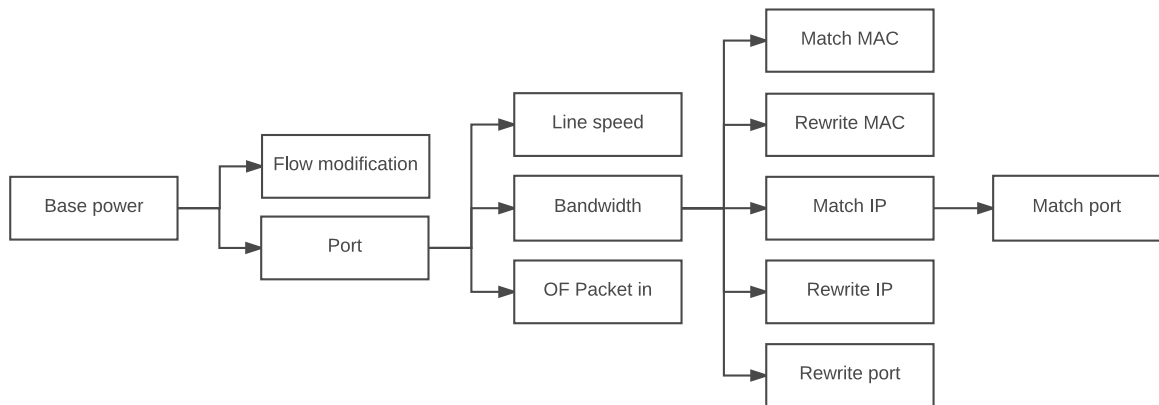 Base power
Flow modification
Port
Line speed
Bandwidth
OF Packet in
Match MAC
Rewrite MAC
Match IP
Rewrite IP
Rewrite port
Match port